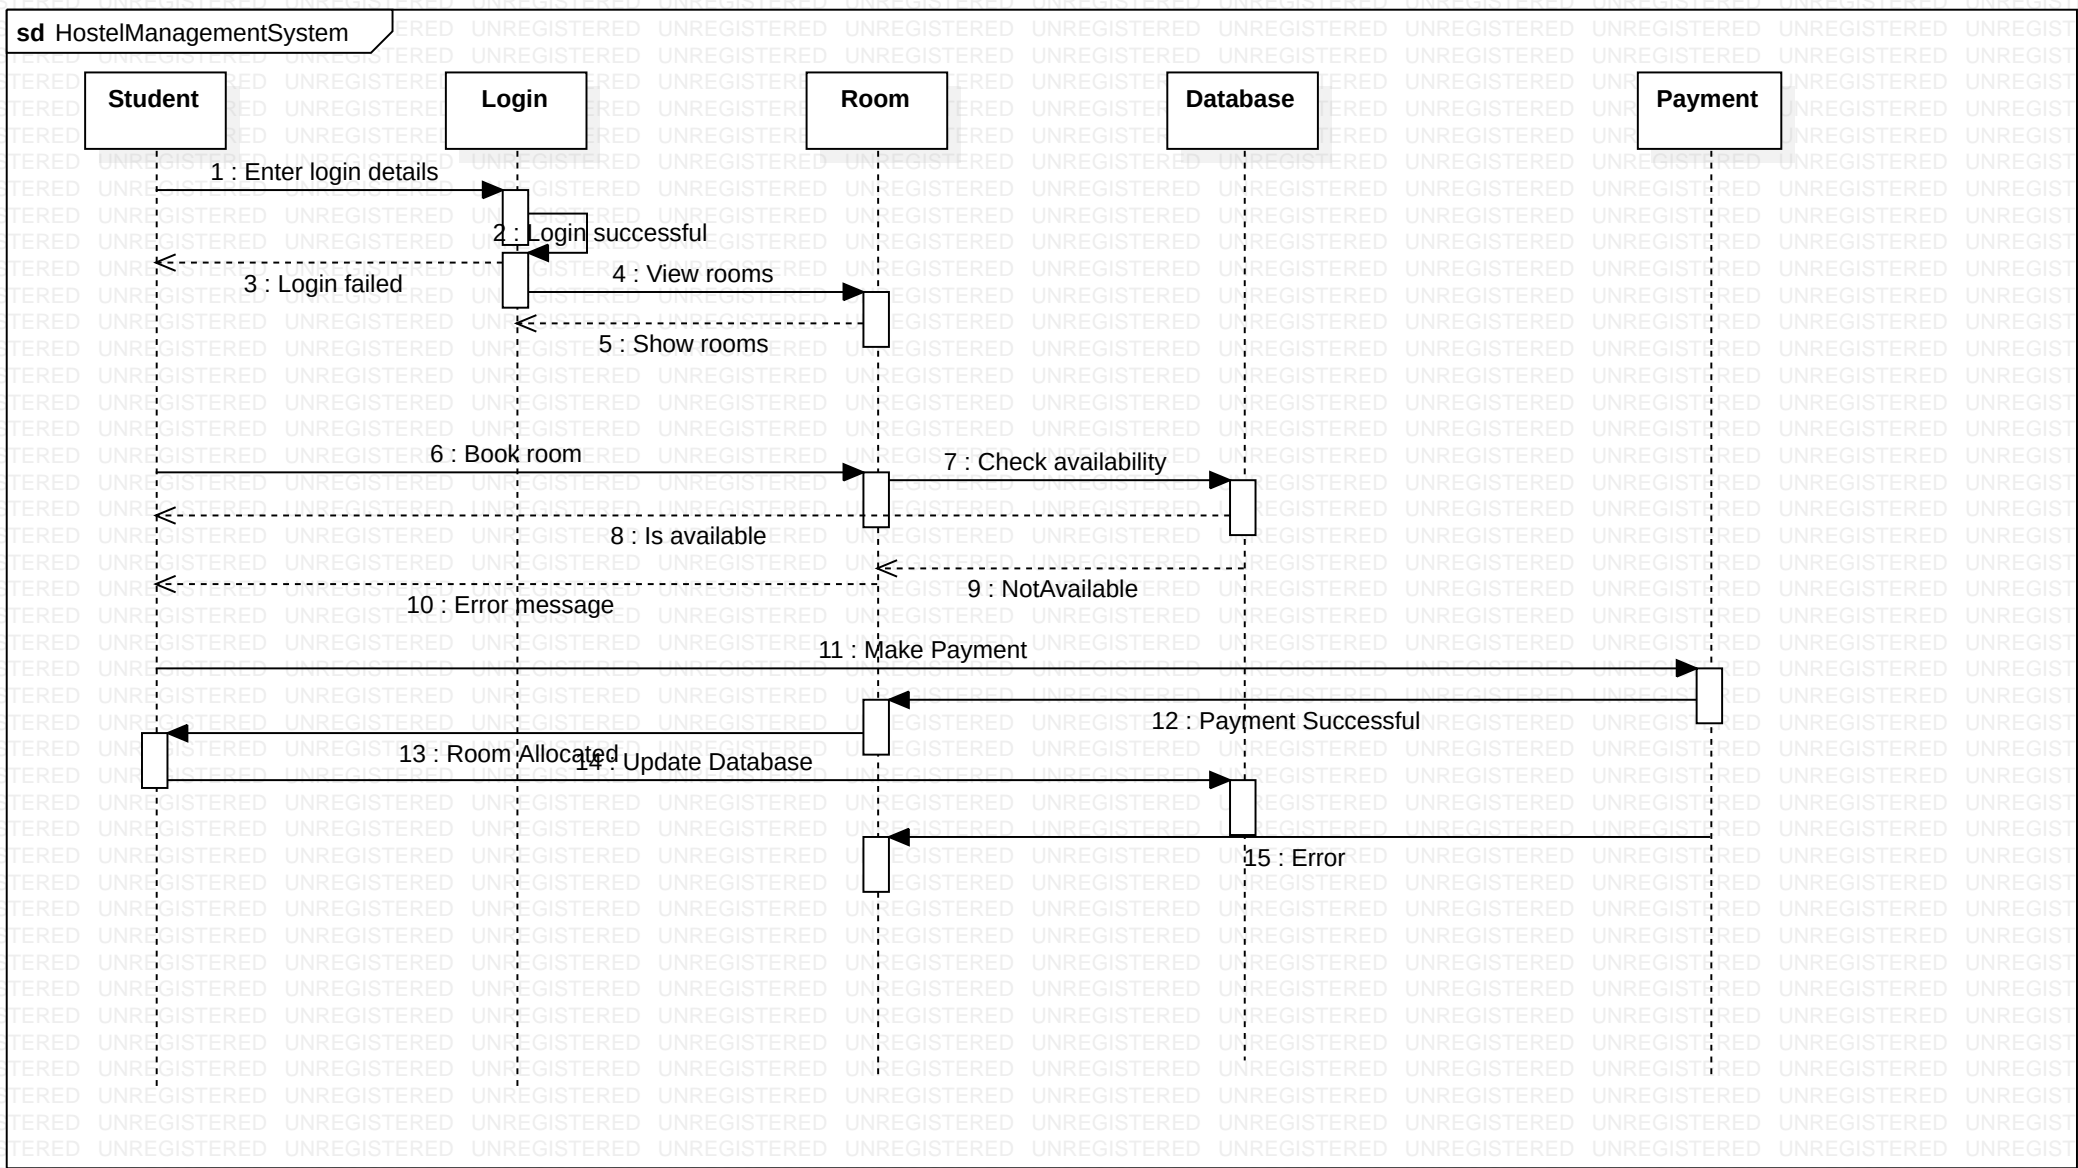 sd HostelManagementSystem
Student
Login
Room
Database
Payment
1 : Enter login details
2 : Login successful
3 : Login failed
4 : View rooms
5 : Show rooms
6 : Book room
7 : Check availability
8 : Is available
9 : NotAvailable
10 : Error message
11 : Make Payment
12 : Payment Successful
13 : Room Allocated
14 : Update Database
15 : Error
UNREGISTERED